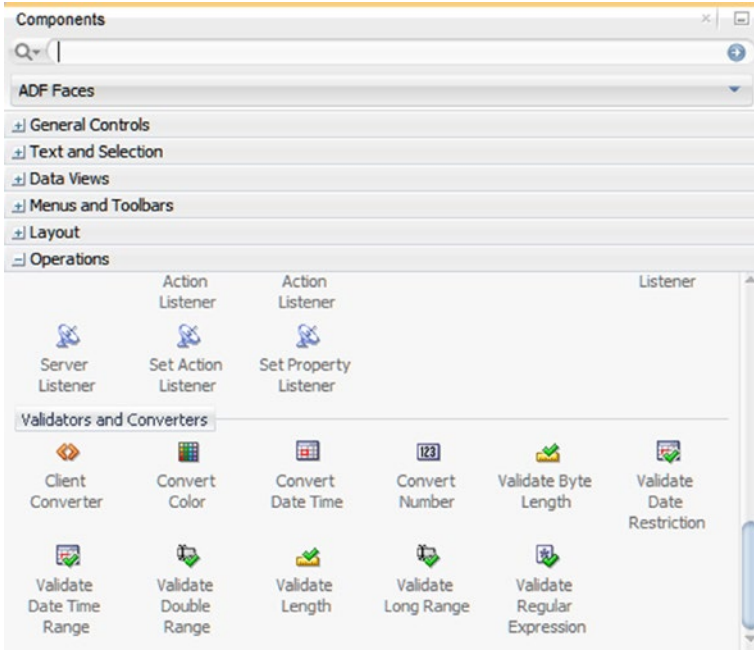 Components
ADF Faces
General Controls
Text and Selection
Data Views
Menus and Toolbars
Layout
Operations
Action Listener
Action Listener
Listener
Server Listener
Set Action Listener
Set Property Listener
Validators and Converters
Client Converter
Convert Color
Convert Date Time
123
Convert Number
Validate Byte Length
Validate Date Restriction
Validate Date Time Range
Validate Double Range
Validate Length
Validate Long Range
Validate Regular Expression